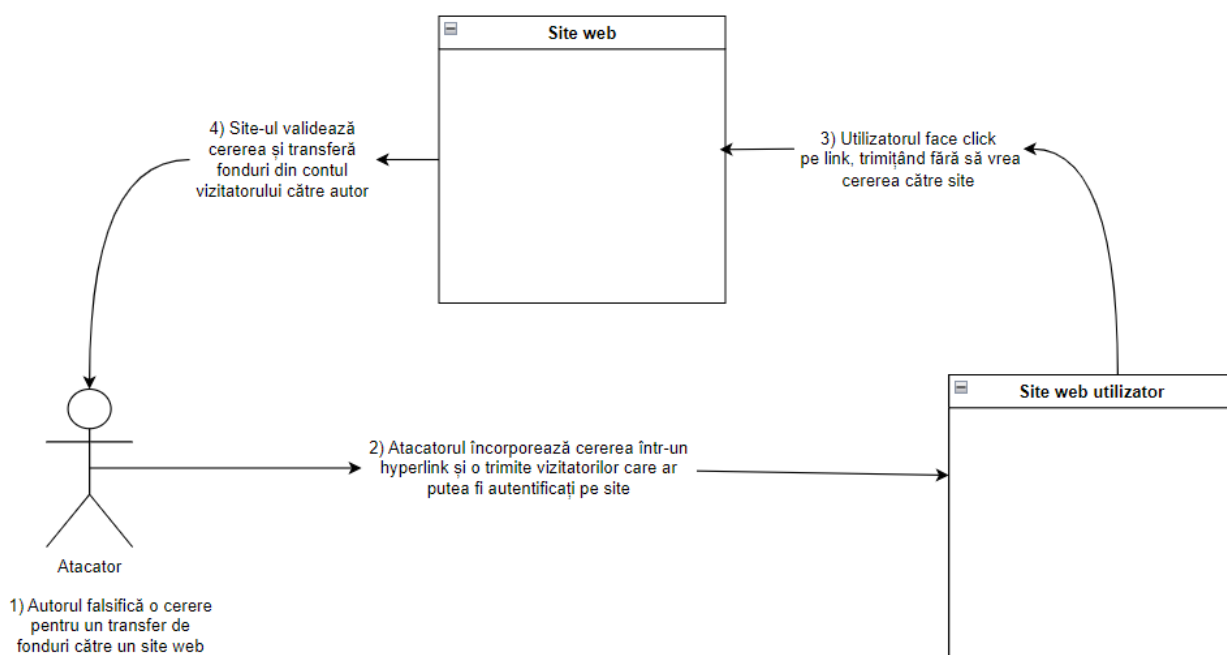 Site web
4) Site-ul validează
cererea și transferă
fonduri din contul
vizitatorului către autor
3) Utilizatorul face click
pe link, trimițând fără să vrea
cererea către site
Site web utilizator
2) Atacatorul încorporează cererea într-un
hyperlink și o trimite vizitatorilor care ar
putea fi autentificați pe site
Atacator
1) Autorul falsifică o cerere
pentru un transfer de
fonduri către un site web